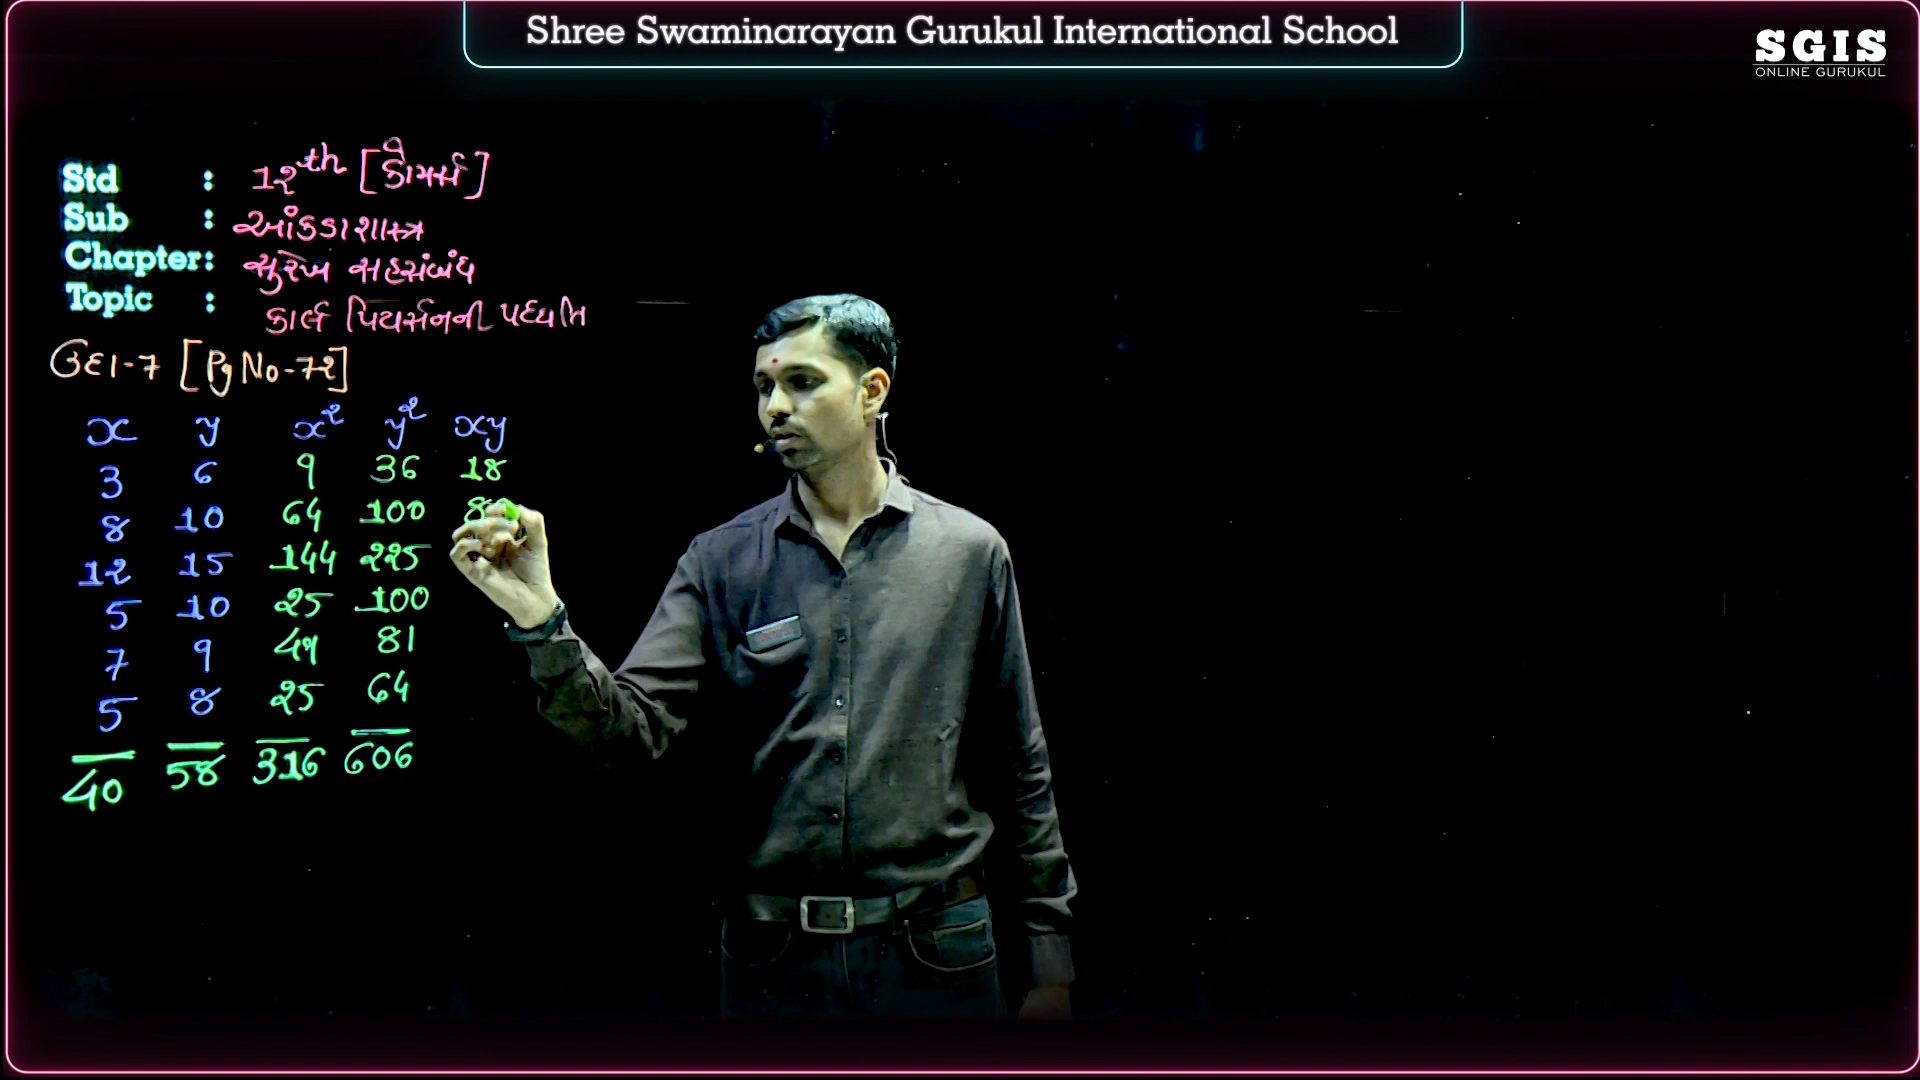 Shree Swaminarayan Gurukul International School
SGIS
ONLINE GURUKUL
Std : 12th [કોમર્સ]
Sub : આંકડાશાસ્ત્ર
Chapter: સુરેખ સહસંબંધ
Topic : કાર્લ પિયર્સનની પદ્ધતિ
ઉદા-7 [Pg No-72]
x y x² y² xy
3 6 9 36 18
8 10 64 100
12 15 144 225
5 10 25 100
7 9 49 81
5 8 25 64
40 58 316 606